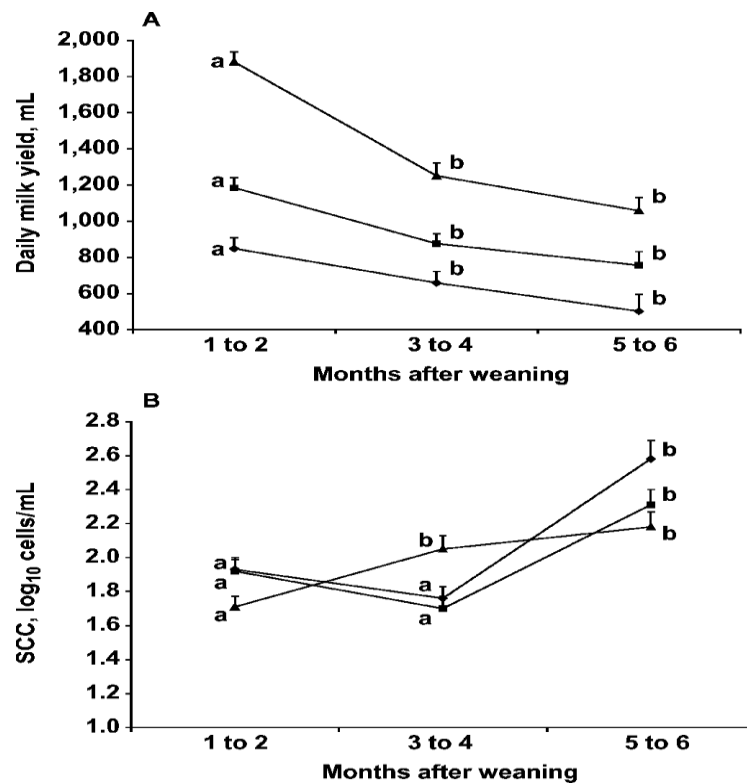 A
2,000
1,800
1,600
1,400
1,200
1,000
800
600
400
Daily milk yield, mL
a
a
a
b
b
b
b
b
b
1 to 2 3 to 4 5 to 6
Months after weaning
B
2.8
2.6
2.4
2.2
2.0
1.8
1.6
1.4
1.2
1.0
SCC, log10 cells/mL
a
a
a
b
a
a
b
b
b
1 to 2 3 to 4 5 to 6
Months after weaning